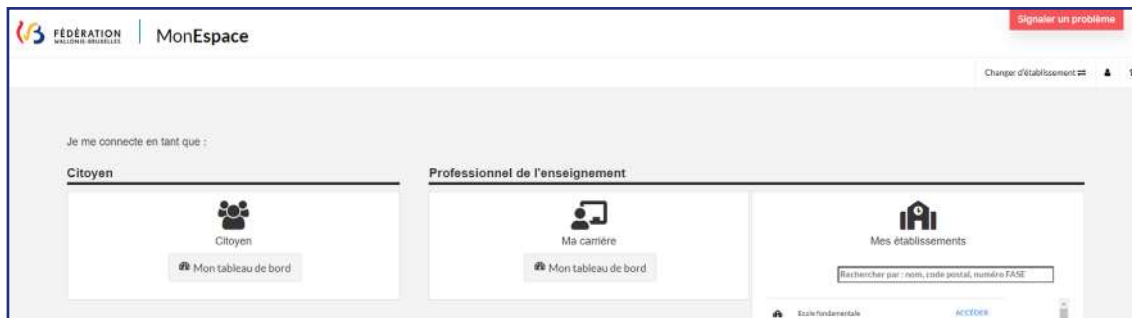 Signaler un problème
FÉDÉRATION
WALLONIE-BRUXELLES
MonEspace
Changer d'établissement
Je me connecte en tant que :
Citoyen
Professionnel de l'enseignement
Citoyen
Mon tableau de bord
Ma carrière
Mon tableau de bord
Mes établissements
Rechercher par : nom, code postal, numéro FASE
Ecole fondamentale
ACCÉDER